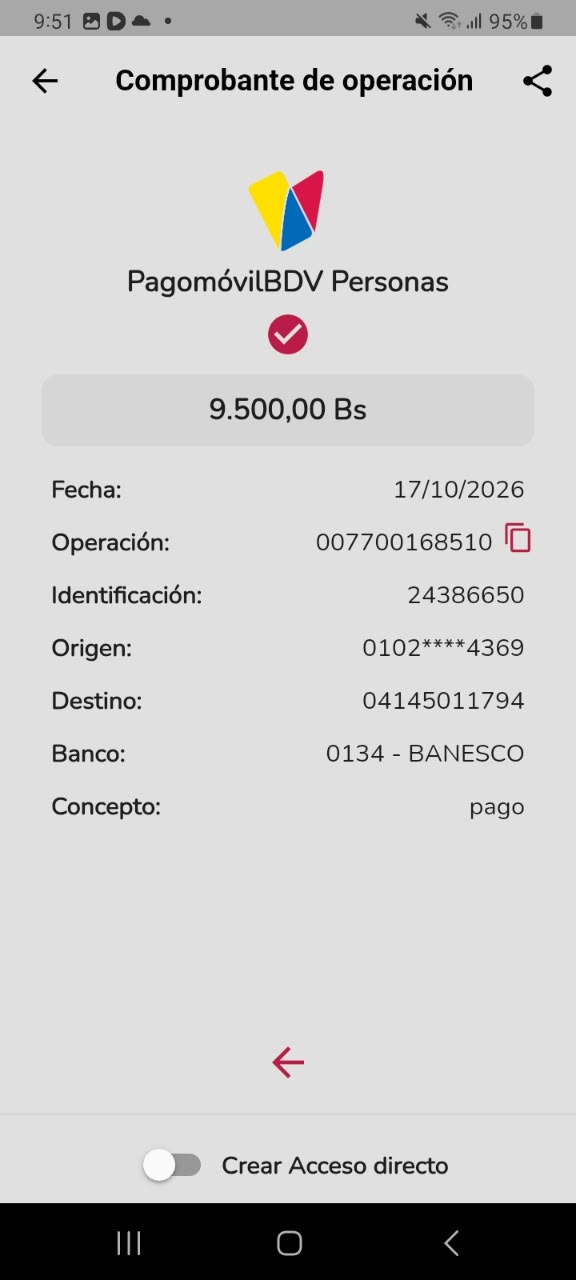 9:51 95%
Comprobante de operación
PagomóvilBDV Personas
9.500,00 Bs
Fecha: 17/10/2026
Operación: 007700168510
Identificación: 24386650
Origen: 0102****4369
Destino: 04145011794
Banco: 0134 - BANESCO
Concepto: pago
Crear Acceso directo